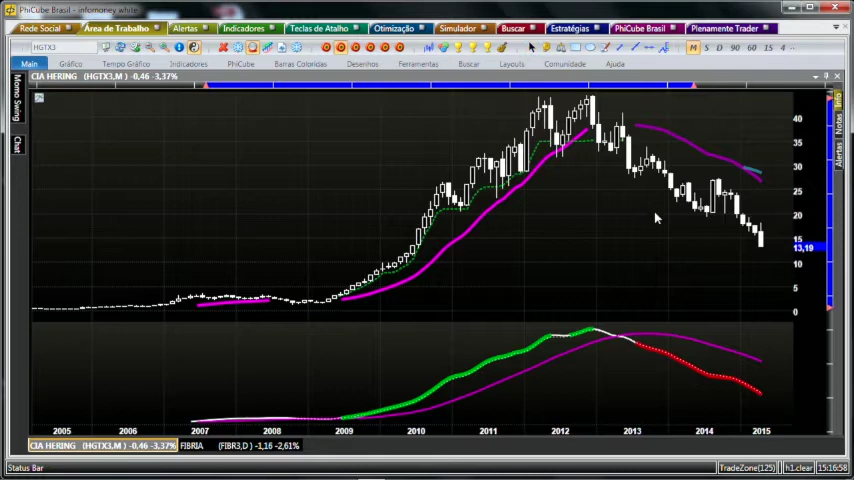 PhiCube Brasil - infomoney white
Rede Social Área de Trabalho Alertas Indicadores Teclas de Atalho Otimização Simulador Buscar Estratégias PhiCube Brasil Plenamente Trader
HGTX3 M S D 90 60 15 4
Main Gráfico Tempo Gráfico Indicadores PhiCube Barras Coloridas Desenhos Ferramentas Buscar Layouts Comunidade Ajuda
CIA HERING (HGTX3,M ) -0,46 -3,37%
Momo Swing
Chat
Info
Notas
Alertas
40
35
30
25
20
15
13,19
10
5
0
2005 2006 2007 2008 2009 2010 2011 2012 2013 2014 2015
CIA HERING (HGTX3,M ) -0,46 -3,37% FIBRIA (FIBR3,D ) -1,16 -2,61%
Status Bar TradeZone(125) h1.clear 15:16:58